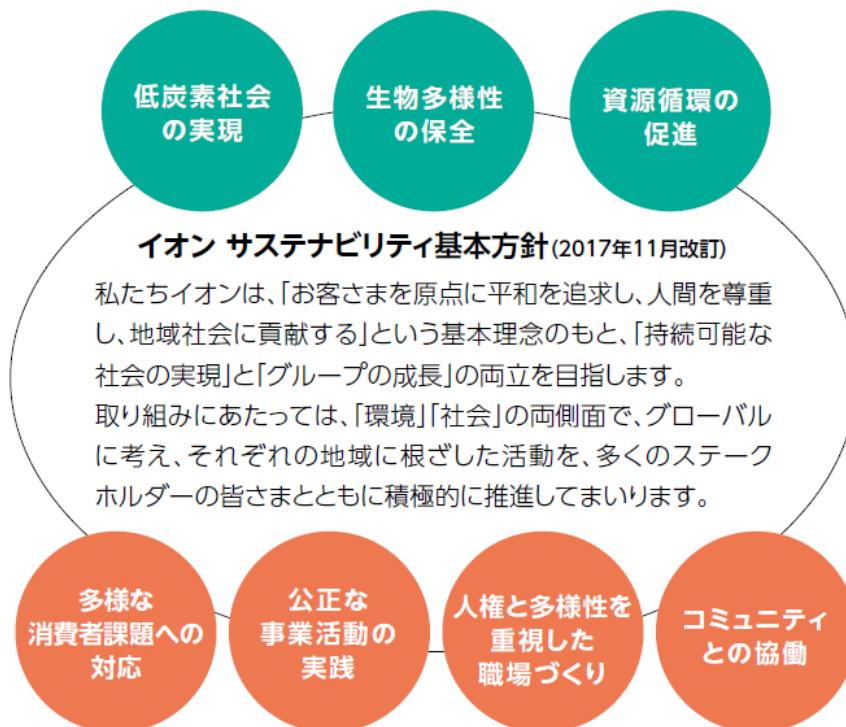 低炭素社会
の実現
生物多様性
の保全
資源循環の
促進
イオン サステナビリティ基本方針(2017年11月改訂)
私たちイオンは、「お客さまを原点に平和を追求し、人間を尊重
し、地域社会に貢献する」という基本理念のもと、「持続可能な
社会の実現」と「グループの成長」の両立を目指します。
取り組みにあたっては、「環境」「社会」の両側面で、グローバル
に考え、それぞれの地域に根ざした活動を、多くのステーク
ホルダーの皆さまとともに積極的に推進してまいります。
多様な
消費者課題への
対応
公正な
事業活動の
実践
人権と多様性を
重視した
職場づくり
コミュニティ
との協働